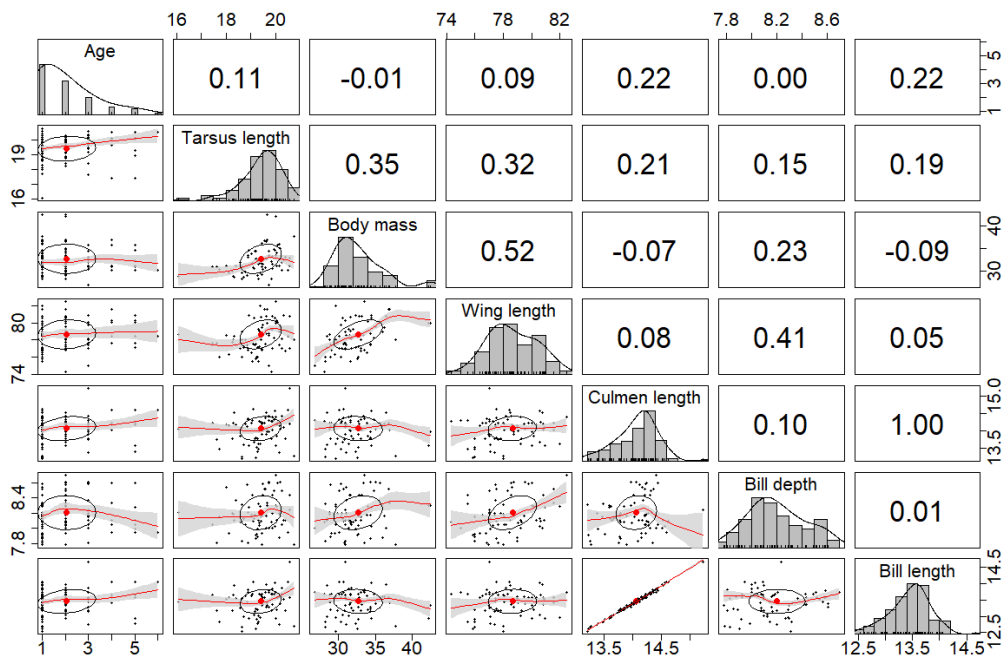 16 18 20 74 78 82 7.8 8.2 8.6
Age
0.11 -0.01 0.09 0.22 0.00 0.22
1 3 5
Tarsus length
16 19
0.35 0.32 0.21 0.15 0.19
Body mass
0.52 -0.07 0.23 -0.09
30 40
Wing length
74 80
0.08 0.41 0.05
Culmen length
0.10 1.00
13.5 15.0
Bill depth
7.8 8.4
0.01
Bill length
12.5 14.5
1 3 5 30 35 40 13.5 14.5 12.5 13.5 14.5